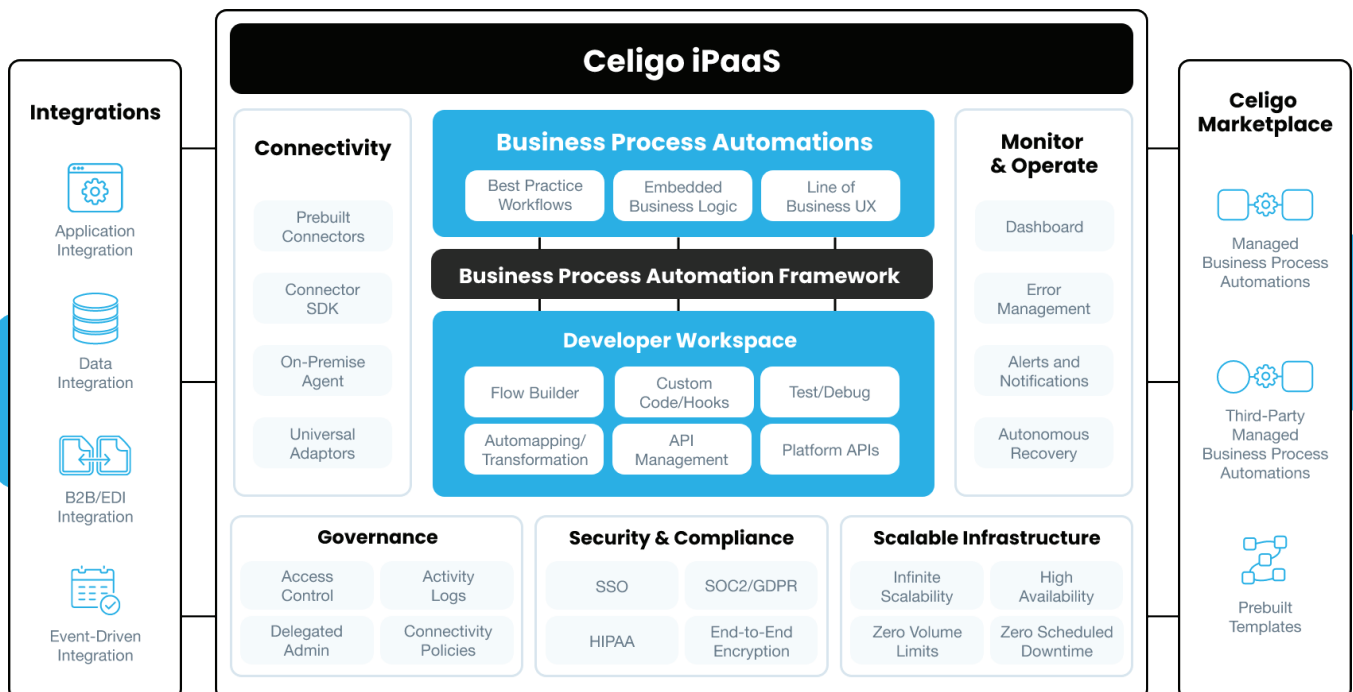 Celigo iPaaS
Integrations
Application
Integration
Data
Integration
B2B/EDI
Integration
Event-Driven
Integration
Connectivity
Prebuilt
Connectors
Connector
SDK
On-Premise
Agent
Universal
Adaptors
Business Process Automations
Best Practice
Workflows
Embedded
Business Logic
Line of
Business UX
Business Process Automation Framework
Developer Workspace
Flow Builder
Custom
Code/Hooks
Test/Debug
Automapping/
Transformation
API
Management
Platform APIs
Monitor
& Operate
Dashboard
Error
Management
Alerts and
Notifications
Autonomous
Recovery
Governance
Access
Control
Activity
Logs
Delegated
Admin
Connectivity
Policies
Security & Compliance
SSO
SOC2/GDPR
HIPAA
End-to-End
Encryption
Scalable Infrastructure
Infinite
Scalability
High
Availability
Zero Volume
Limits
Zero Scheduled
Downtime
Celigo
Marketplace
Managed
Business Process
Automations
Third-Party
Managed
Business Process
Automations
Prebuilt
Templates